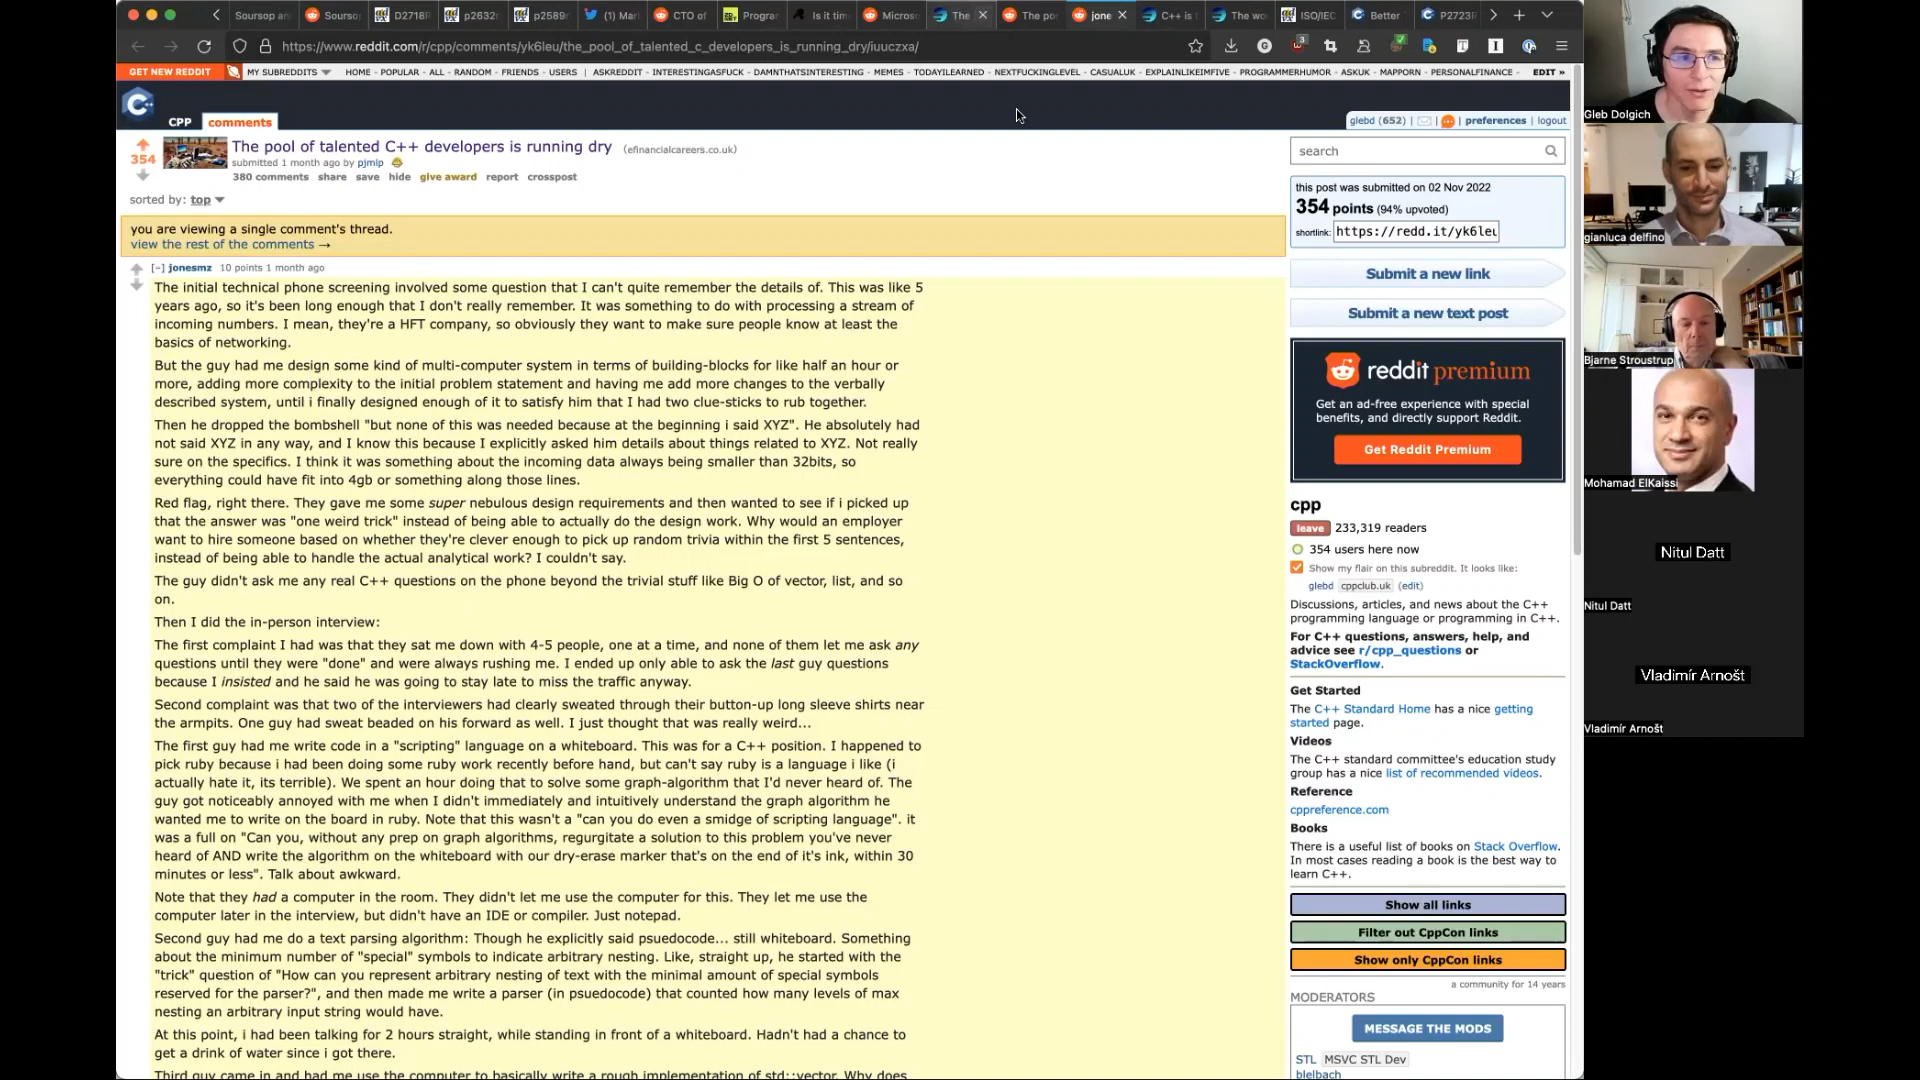 Soursop an
Sourso
D2718R
p2632r
p2589r
(1) Mar
CTO of
Progra
Is it tim
Micros
The
The po
jone
C++ is
The wo
ISO/IEC
Better
P2723R
https://www.reddit.com/r/cpp/comments/yk6leu/the_pool_of_talented_c_developers_is_running_dry/iuuczxa/
GET NEW REDDIT MY SUBREDDITS HOME - POPULAR - ALL - RANDOM - FRIENDS - USERS | ASKREDDIT - INTERESTINGASFUCK - DAMNTHATSINTERESTING - MEMES - TODAYILEARNED - NEXTFUCKINGLEVEL - CASUALUK - EXPLAINLIKEIMFIVE - PROGRAMMERHUMOR - ASKUK - MAPPORN - PERSONALFINANCE - EDIT »
CPP comments
glebd (652) | | | preferences | logout
354
The pool of talented C++ developers is running dry (efinancialcareers.co.uk)
submitted 1 month ago by pjmlp
380 comments share save hide give award report crosspost
sorted by: top
you are viewing a single comment's thread.
view the rest of the comments →
[–] jonesmz 10 points 1 month ago
The initial technical phone screening involved some question that I can't quite remember the details of. This was like 5
years ago, so it's been long enough that I don't really remember. It was something to do with processing a stream of
incoming numbers. I mean, they're a HFT company, so obviously they want to make sure people know at least the
basics of networking.
But the guy had me design some kind of multi-computer system in terms of building-blocks for like half an hour or
more, adding more complexity to the initial problem statement and having me add more changes to the verbally
described system, until i finally designed enough of it to satisfy him that I had two clue-sticks to rub together.
Then he dropped the bombshell "but none of this was needed because at the beginning i said XYZ". He absolutely had
not said XYZ in any way, and I know this because I explicitly asked him details about things related to XYZ. Not really
sure on the specifics. I think it was something about the incoming data always being smaller than 32bits, so
everything could have fit into 4gb or something along those lines.
Red flag, right there. They gave me some super nebulous design requirements and then wanted to see if i picked up
that the answer was "one weird trick" instead of being able to actually do the design work. Why would an employer
want to hire someone based on whether they're clever enough to pick up random trivia within the first 5 sentences,
instead of being able to handle the actual analytical work? I couldn't say.
The guy didn't ask me any real C++ questions on the phone beyond the trivial stuff like Big O of vector, list, and so
on.
Then I did the in-person interview:
The first complaint I had was that they sat me down with 4-5 people, one at a time, and none of them let me ask any
questions until they were "done" and were always rushing me. I ended up only able to ask the last guy questions
because I insisted and he said he was going to stay late to miss the traffic anyway.
Second complaint was that two of the interviewers had clearly sweated through their button-up long sleeve shirts near
the armpits. One guy had sweat beaded on his forward as well. I just thought that was really weird...
The first guy had me write code in a "scripting" language on a whiteboard. This was for a C++ position. I happened to
pick ruby because i had been doing some ruby work recently before hand, but can't say ruby is a language i like (i
actually hate it, its terrible). We spent an hour doing that to solve some graph-algorithm that I'd never heard of. The
guy got noticeably annoyed with me when I didn't immediately and intuitively understand the graph algorithm he
wanted me to write on the board in ruby. Note that this wasn't a "can you do even a smidge of scripting language". it
was a full on "Can you, without any prep on graph algorithms, regurgitate a solution to this problem you've never
heard of AND write the algorithm on the whiteboard with our dry-erase marker that's on the end of it's ink, within 30
minutes or less". Talk about awkward.
Note that they had a computer in the room. They didn't let me use the computer for this. They let me use the
computer later in the interview, but didn't have an IDE or compiler. Just notepad.
Second guy had me do a text parsing algorithm: Though he explicitly said psuedocode... still whiteboard. Something
about the minimum number of "special" symbols to indicate arbitrary nesting. Like, straight up, he started with the
"trick" question of "How can you represent arbitrary nesting of text with the minimal amount of special symbols
reserved for the parser?", and then made me write a parser (in psuedocode) that counted how many levels of max
nesting an arbitrary input string would have.
At this point, i had been talking for 2 hours straight, while standing in front of a whiteboard. Hadn't had a chance to
get a drink of water since i got there.
Third guy came in and had me use the computer to basically write a rough implementation of std::vector. Why does
search
this post was submitted on 02 Nov 2022
354 points (94% upvoted)
shortlink: https://redd.it/yk6leu
Submit a new link
Submit a new text post
reddit premium
Get an ad-free experience with special
benefits, and directly support Reddit.
Get Reddit Premium
cpp
leave 233,319 readers
354 users here now
Show my flair on this subreddit. It looks like:
glebd cppclub.uk (edit)
Discussions, articles, and news about the C++
programming language or programming in C++.
For C++ questions, answers, help, and
advice see r/cpp_questions or
StackOverflow.
Get Started
The C++ Standard Home has a nice getting
started page.
Videos
The C++ standard committee's education study
group has a nice list of recommended videos.
Reference
cppreference.com
Books
There is a useful list of books on Stack Overflow.
In most cases reading a book is the best way to
learn C++.
Show all links
Filter out CppCon links
Show only CppCon links
a community for 14 years
MODERATORS
MESSAGE THE MODS
STL MSVC STL Dev
blelbach
Gleb Dolgich
gianluca delfino
Bjarne Stroustrup
Mohamad ElKaissi
Nitul Datt
Nitul Datt
Vladimír Arnošt
Vladimír Arnošt